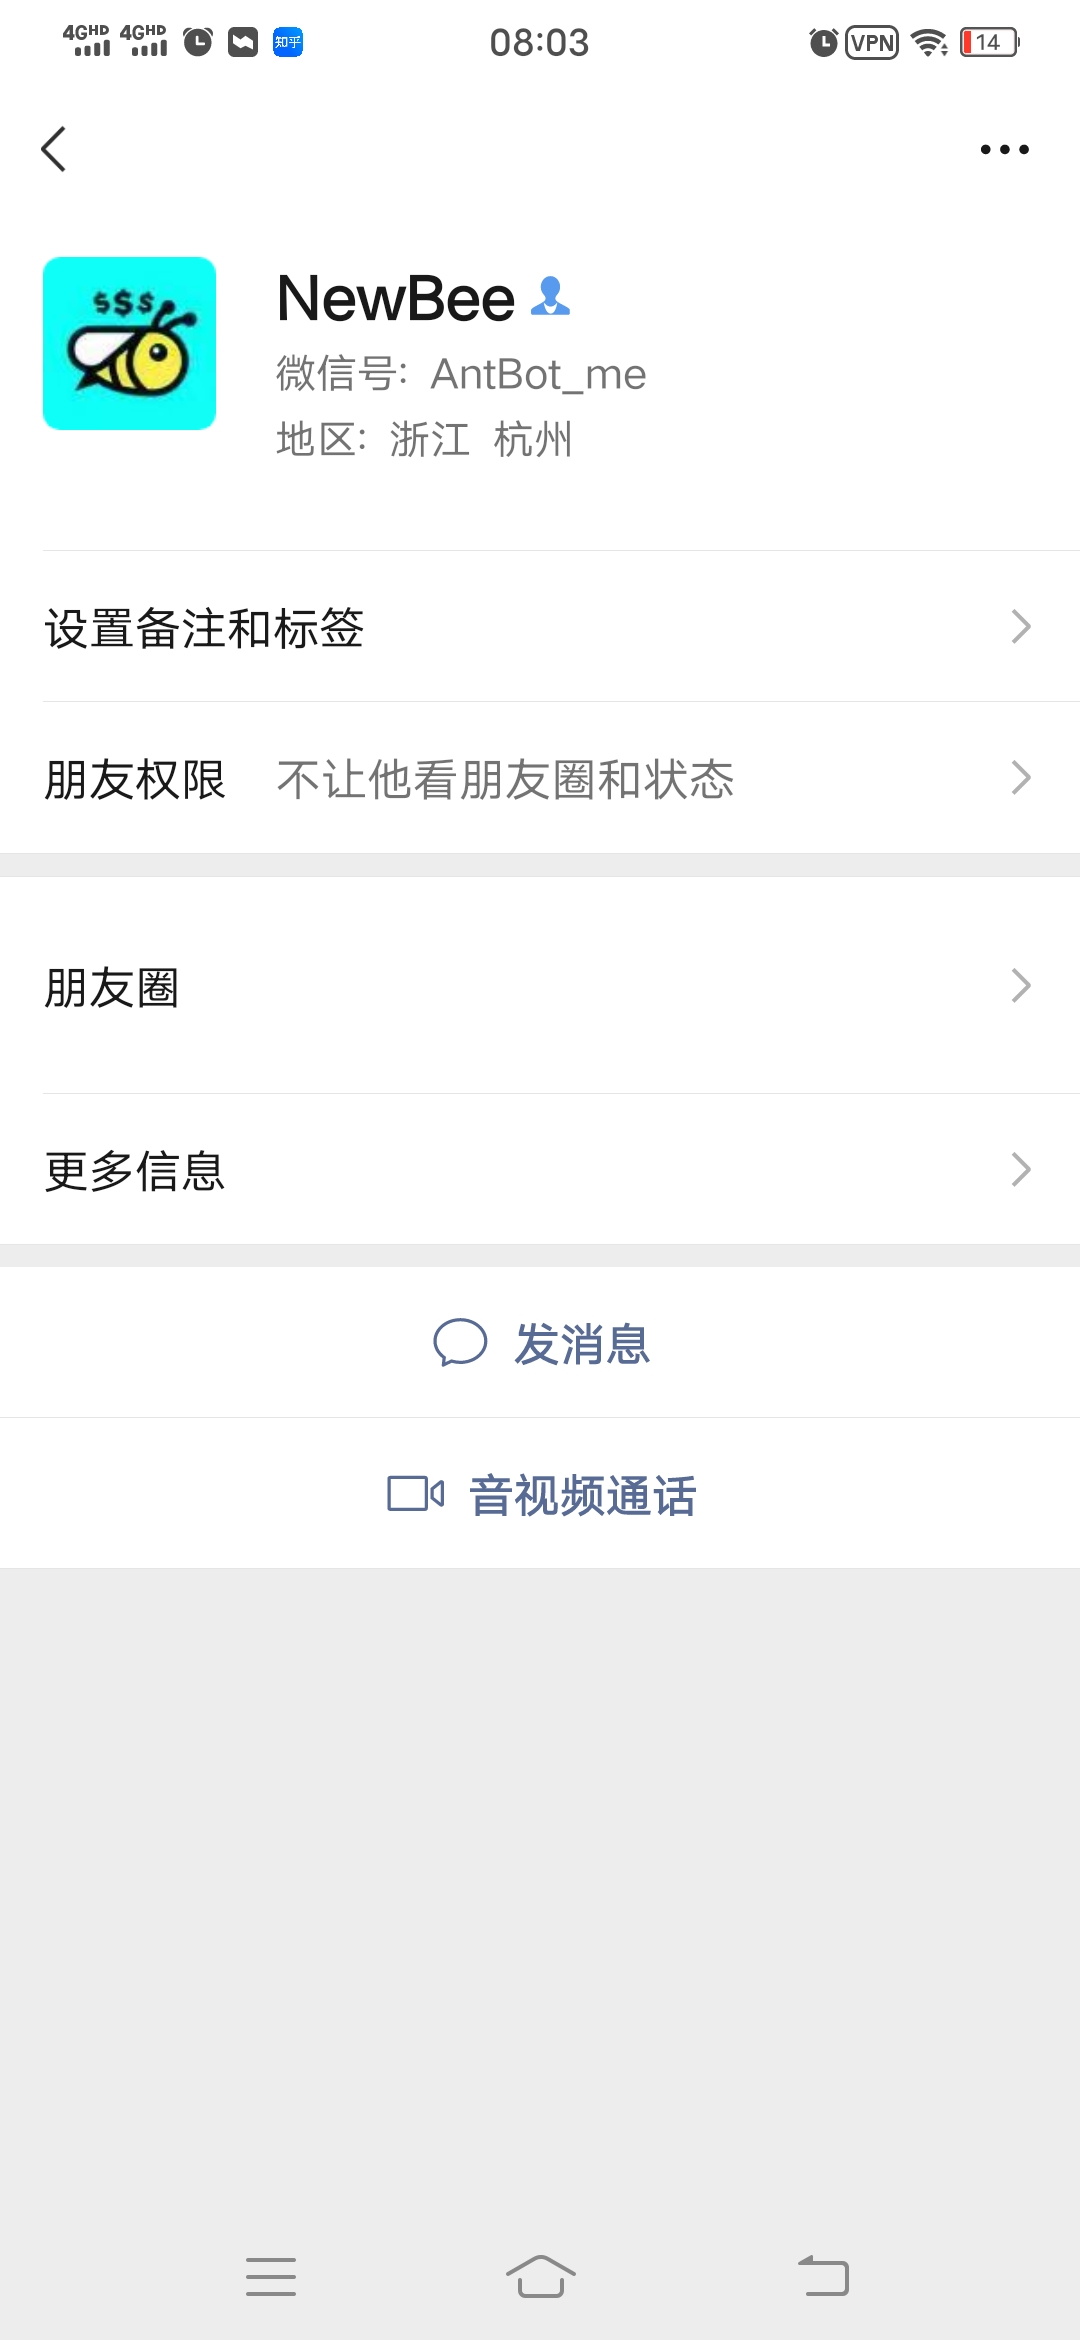 4GHD 4GHD 知乎 08:03 VPN 14
$$$
NewBee
微信号: AntBot_me
地区: 浙江 杭州
设置备注和标签
朋友权限 不让他看朋友圈和状态
朋友圈
更多信息
发消息
音视频通话